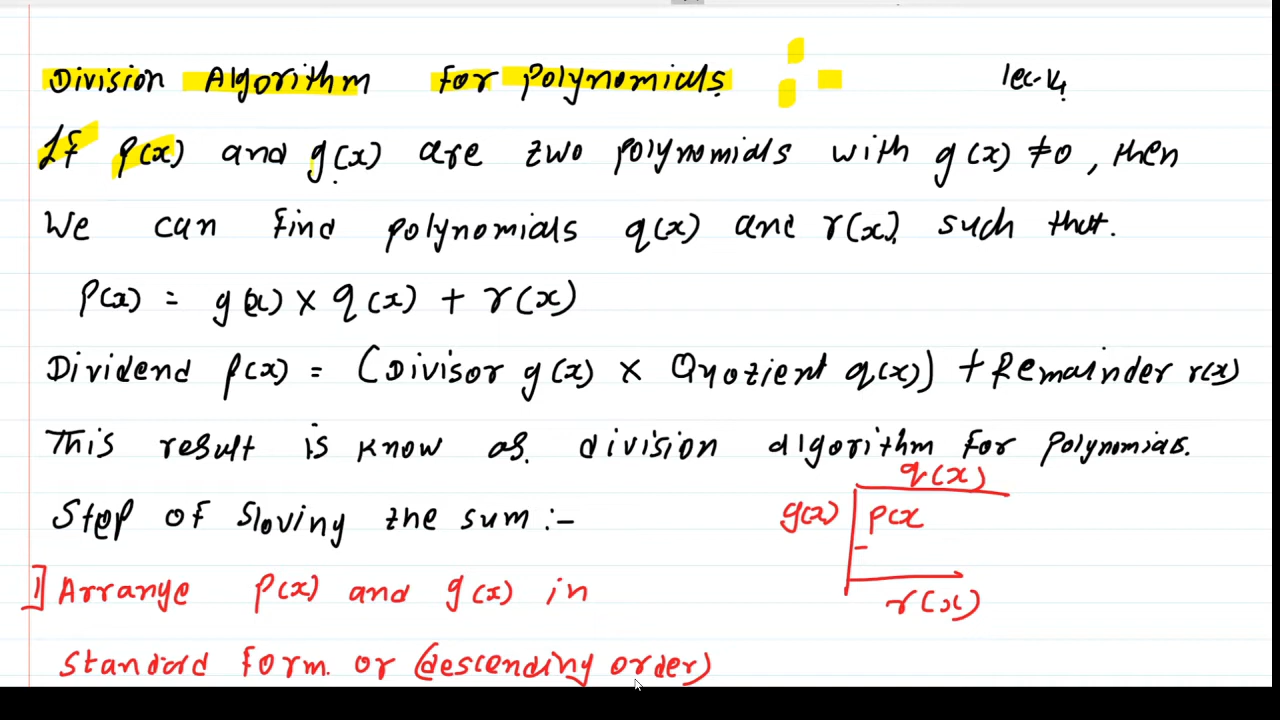 Division Algorithm For Polynomials :-
lec-4
If p(x) and g(x) are two polynomials with g(x) ≠ 0, then
We can find polynomials q(x) and r(x) such that.
P(x) = g(x) × q(x) + r(x)
Dividend p(x) = (Divisor g(x) × Quotient q(x)) + Remainder r(x)
This result is know as division algorithm for polynomials.
Step of Sloving the sum :-
q(x)
g(x) p(x
-
r(x)
1] Arrange p(x) and g(x) in
Standard form. or (descending order)